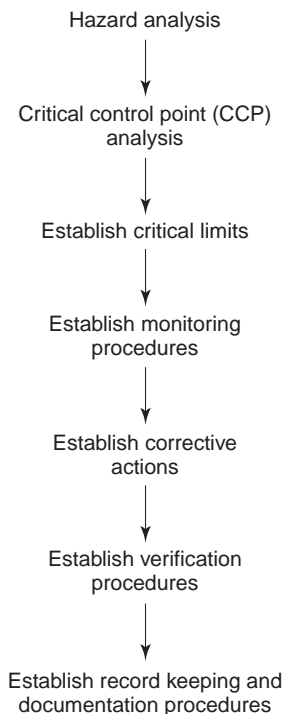 Hazard analysis
Critical control point (CCP)
analysis
Establish critical limits
Establish monitoring
procedures
Establish corrective
actions
Establish verification
procedures
Establish record keeping and
documentation procedures